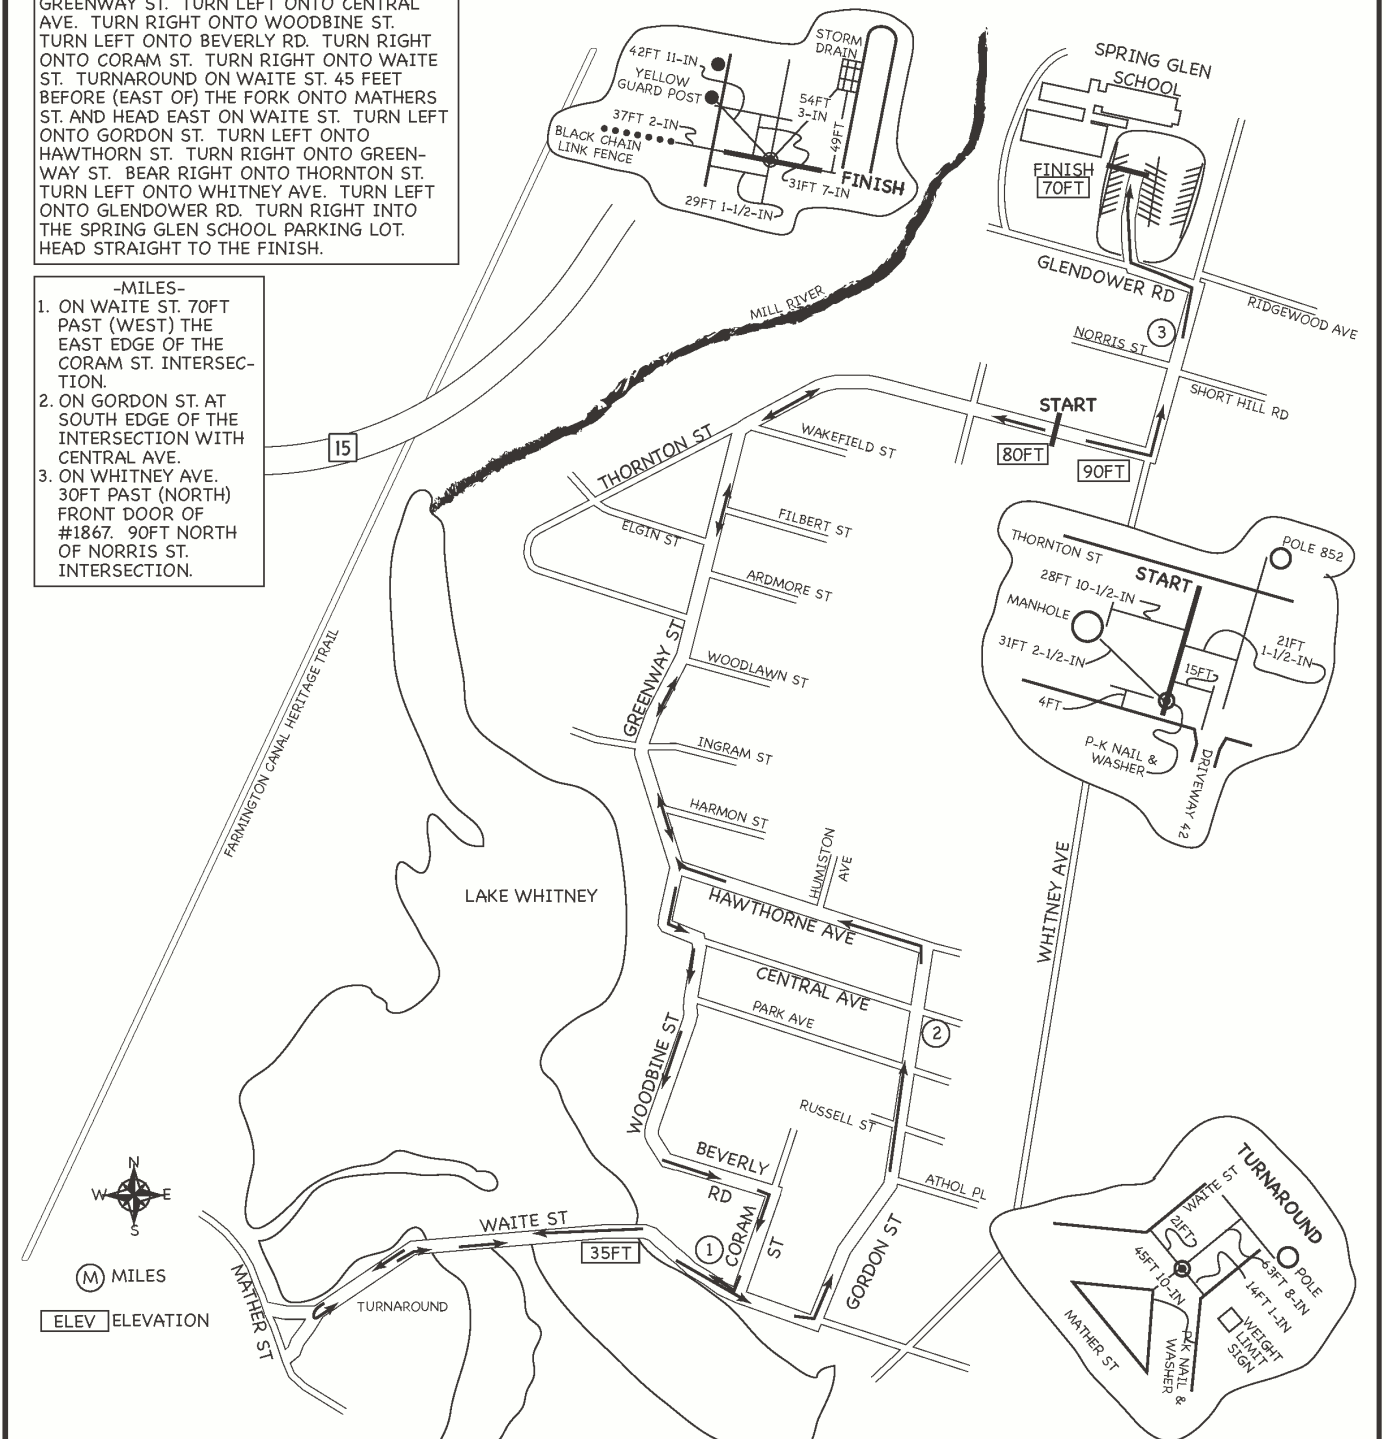 GREENWAY ST. TURN LEFT ONTO CENTRAL
AVE. TURN RIGHT ONTO WOODBINE ST.
TURN LEFT ONTO BEVERLY RD. TURN RIGHT
ONTO CORAM ST. TURN RIGHT ONTO WAITE
ST. TURNAROUND ON WAITE ST. 45 FEET
BEFORE (EAST OF) THE FORK ONTO MATHERS
ST. AND HEAD EAST ON WAITE ST. TURN LEFT
ONTO GORDON ST. TURN LEFT ONTO
HAWTHORN ST. TURN RIGHT ONTO GREEN-
WAY ST. BEAR RIGHT ONTO THORNTON ST.
TURN LEFT ONTO WHITNEY AVE. TURN LEFT
ONTO GLENDOWER RD. TURN RIGHT INTO
THE SPRING GLEN SCHOOL PARKING LOT.
HEAD STRAIGHT TO THE FINISH.
-MILES-
1. ON WAITE ST. 70FT
PAST (WEST) THE
EAST EDGE OF THE
CORAM ST. INTERSEC-
TION.
2. ON GORDON ST. AT
SOUTH EDGE OF THE
INTERSECTION WITH
CENTRAL AVE.
3. ON WHITNEY AVE.
30FT PAST (NORTH)
FRONT DOOR OF
#1867. 90FT NORTH
OF NORRIS ST.
INTERSECTION.
42FT 11-IN
YELLOW
GUARD POST
37FT 2-IN
BLACK CHAIN
LINK FENCE
STORM
DRAIN
54FT
3-IN
49FT
31FT 7-IN
FINISH
29FT 1-1/2-IN
SPRING GLEN
SCHOOL
FINISH
70FT
GLENDOWER RD
RIDGEWOOD AVE
3
NORRIS ST
SHORT HILL RD
MILL RIVER
START
80FT
90FT
15
THORNTON ST
WAKEFIELD ST
ELGIN ST
FILBERT ST
ARDMORE ST
GREENWAY ST
WOODLAWN ST
INGRAM ST
HARMON ST
HUMISTON
AVE
HAWTHORNE AVE
CENTRAL AVE
PARK AVE
2
WOODBINE ST
RUSSELL ST
BEVERLY
RD
ATHOL PL
CORAM
ST
1
GORDON ST
WAITE ST
35FT
TURNAROUND
MATHER ST
LAKE WHITNEY
FARMINGTON CANAL HERITAGE TRAIL
WHITNEY AVE
THORNTON ST
START
POLE 852
28FT 10-1/2-IN
MANHOLE
31FT 2-1/2-IN
21FT
1-1/2-IN
15FT
4FT
P-K NAIL &
WASHER
DRIVEWAY 42
TURNAROUND
WAITE ST
21FT
45FT 10-IN
POLE
63FT 8-IN
14FT 1-IN
WEIGHT
LIMIT
SIGN
MATHER ST
P-K NAIL &
WASHER
N
W E
S
M MILES
ELEV ELEVATION